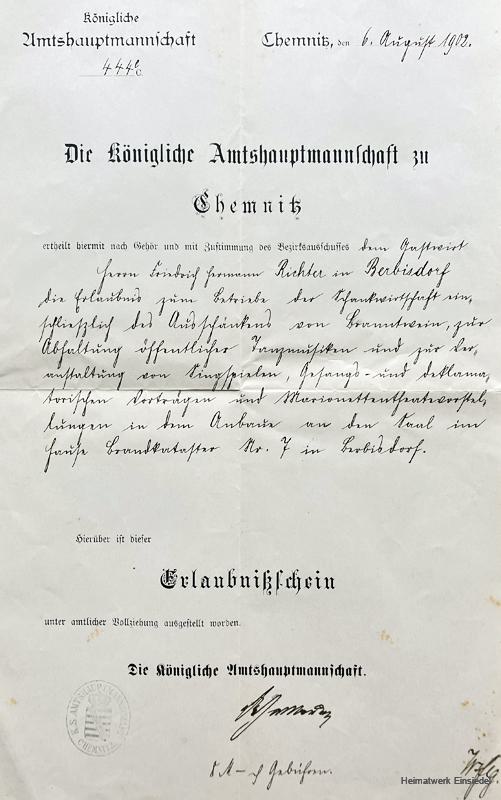 Königliche
Amtshauptmannschaft
Chemnitz, den 6. August 1902.
444 C.
Die Königliche Amtshauptmannschaft zu
Chemnitz
ertheilt hiermit nach Gehör und mit Zustimmung des Bezirksausschusses dem Gastwirt
Herrn Friedrich Hermann Richter in Berbisdorf
die Erlaubnis zum Betriebe der Schankwirtschaft ein-
schließlich des Ausschänkens von Branntwein, zur
Abhaltung öffentlicher Tanzmusiken und zur Ver-
anstaltung von Singspielen, Gesangs- und deklama-
torischen Vorträgen und Marionettentheatervorstel-
lungen in dem Anbaue an den Saal im
Hause Brandkataster Nr. 7 in Berbisdorf.
Hierüber ist dieser
Erlaubnißschein
unter amtlicher Vollziehung ausgestellt worden.
Die Königliche Amtshauptmannschaft.
K.S. AMTSHAUPTMANNSCHAFT
CHEMNITZ
Gebühren.
Heimatwerk Einsiedel